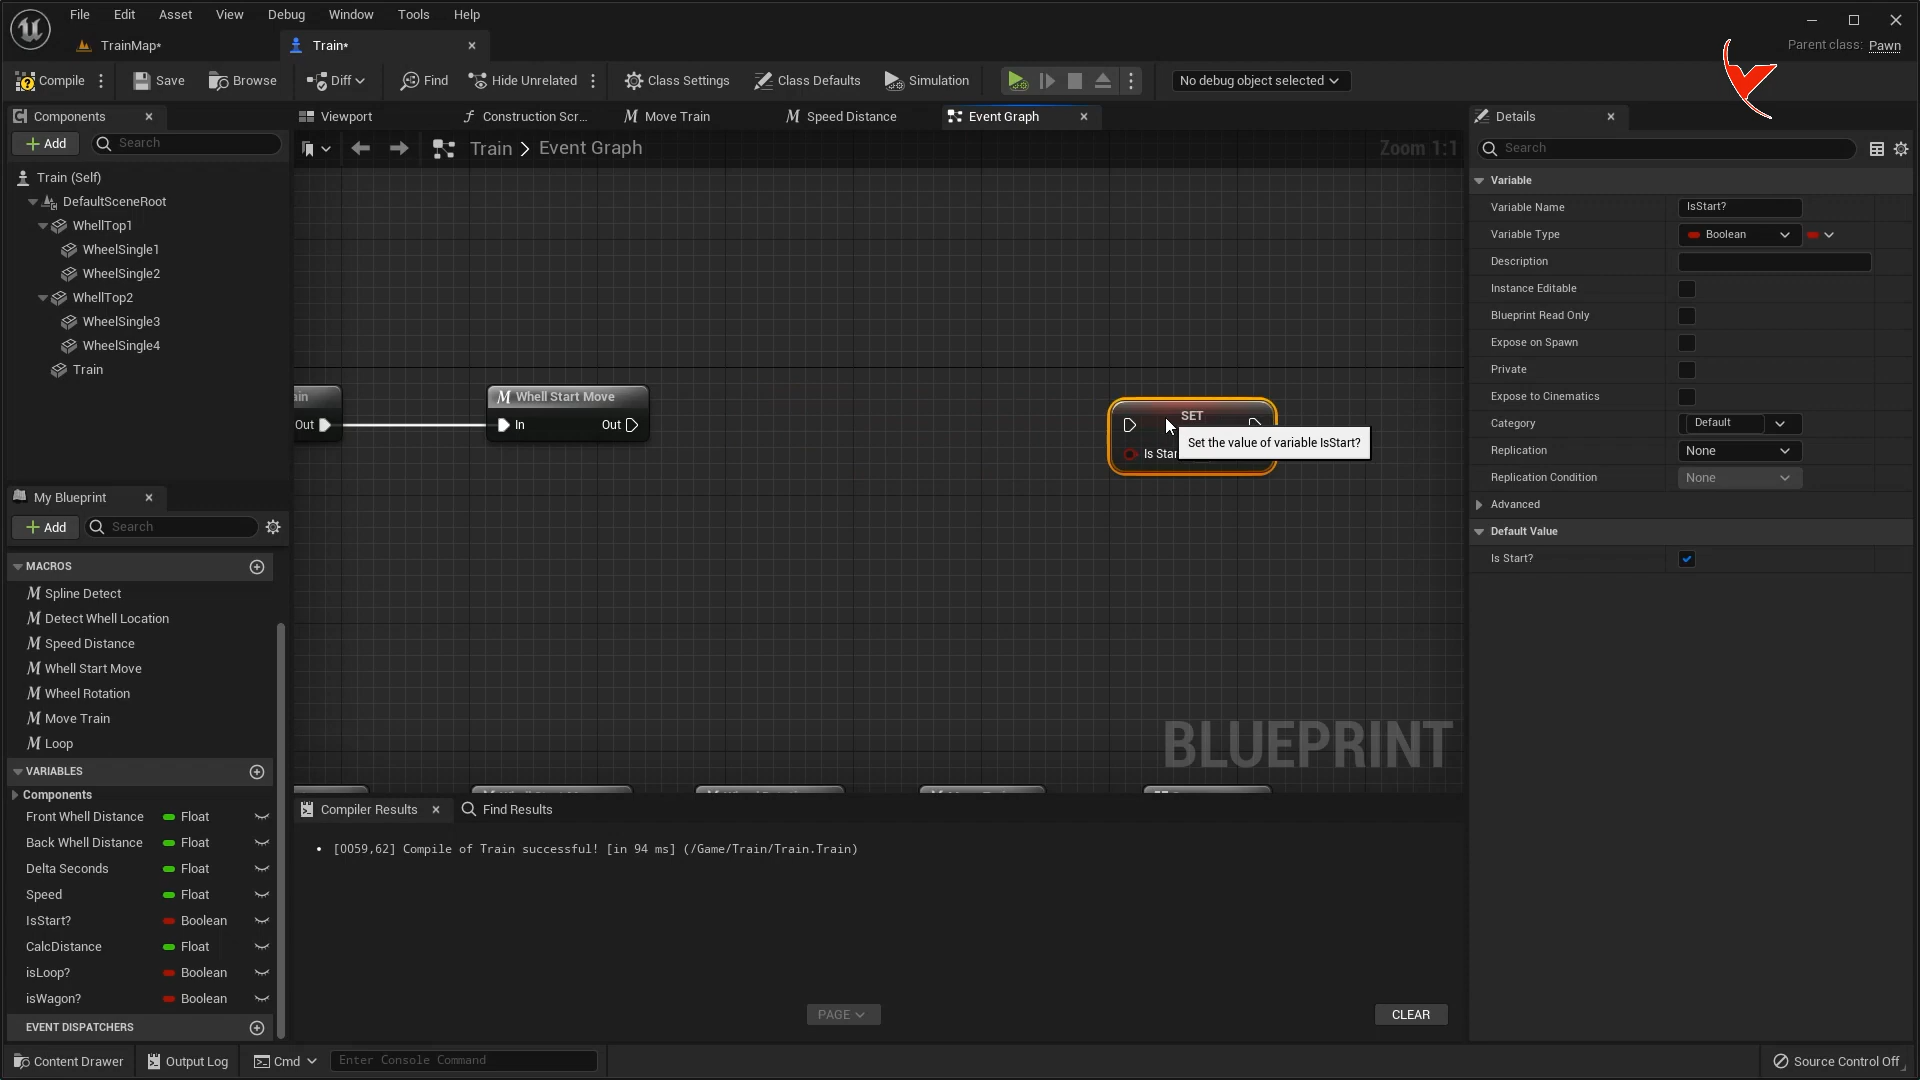 File Edit Asset View Debug Window Tools Help
TrainMap*
Train*
Parent class: Pawn
Compile Save Browse Diff Find Hide Unrelated Class Settings Class Defaults Simulation No debug object selected
Components
Add Search
Train (Self)
DefaultSceneRoot
WhellTop1
WheelSingle1
WheelSingle2
WhellTop2
WheelSingle3
WheelSingle4
Train
My Blueprint
Add Search
MACROS
Spline Detect
Detect Whell Location
Speed Distance
Whell Start Move
Wheel Rotation
Move Train
Loop
VARIABLES
Components
Front Whell Distance Float
Back Whell Distance Float
Delta Seconds Float
Speed Float
IsStart? Boolean
CalcDistance Float
isLoop? Boolean
isWagon? Boolean
EVENT DISPATCHERS
Viewport Construction Scr... Move Train Speed Distance Event Graph
Train > Event Graph
Zoom 1:1
Out
Whell Start Move
In Out
SET
Set the value of variable IsStart?
BLUEPRINT
Compiler Results Find Results
[0059,62] Compile of Train successful! [in 94 ms] (/Game/Train/Train.Train)
PAGE CLEAR
Details
Search
Variable
Variable Name IsStart?
Variable Type Boolean
Description
Instance Editable
Blueprint Read Only
Expose on Spawn
Private
Expose to Cinematics
Category Default
Replication None
Replication Condition None
Advanced
Default Value
Is Start?
Content Drawer Output Log Cmd Enter Console Command Source Control Off